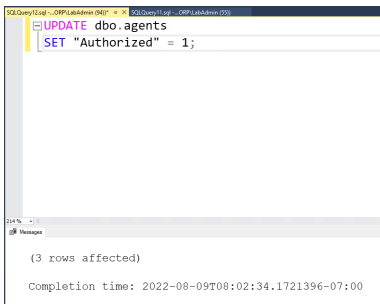 SQLQuery12.sql -...ORP\LabAdmin (94))* SQLQuery11.sql -...ORP\LabAdmin (55))
UPDATE dbo.agents
SET "Authorized" = 1;
214 %
Messages
(3 rows affected)
Completion time: 2022-08-09T08:02:34.1721396-07:00